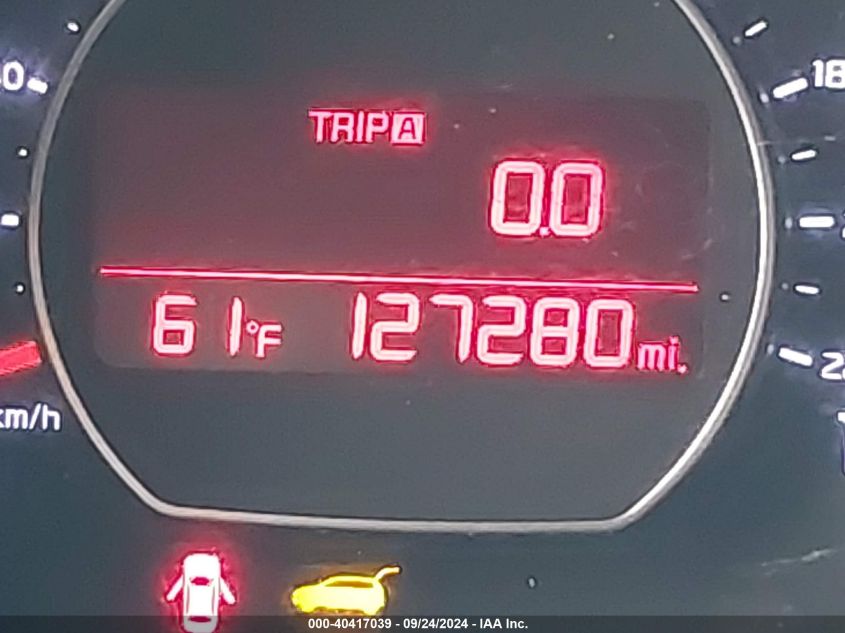 TRIP A
0.0
61°F 127280 mi.
km/h
000-40417039 - 09/24/2024 - IAA Inc.